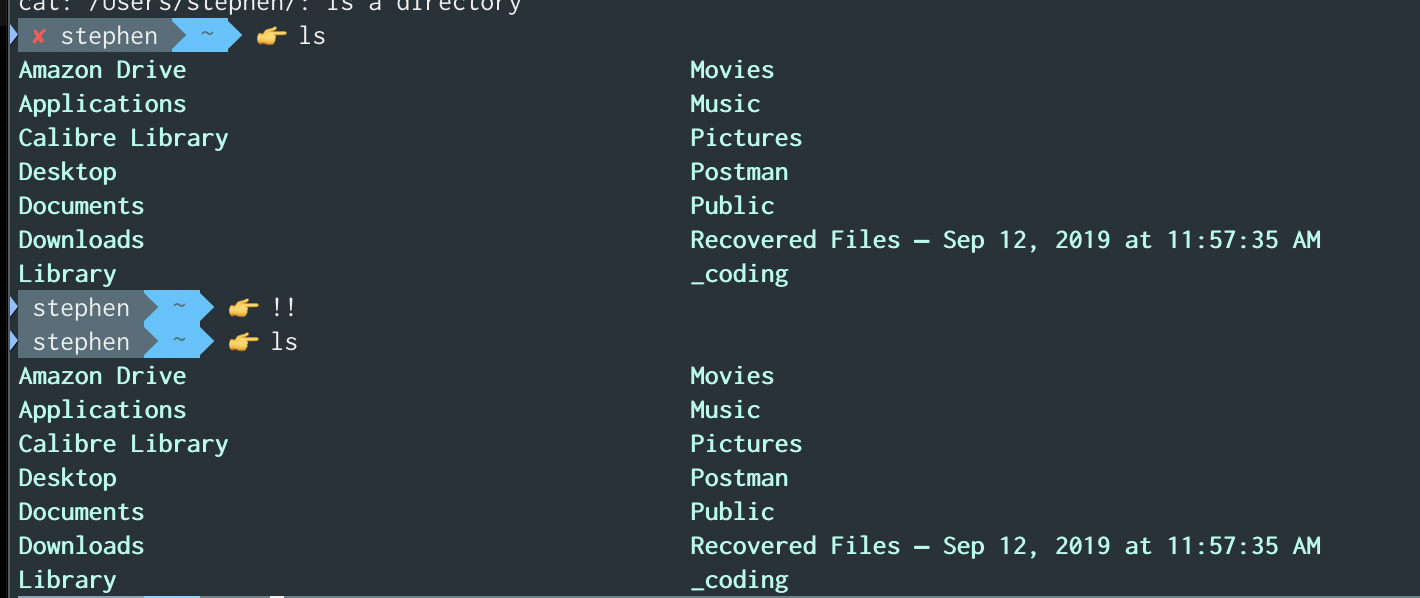 cat: /Users/stephen/: Is a directory
✘ stephen ~ 👉 ls
Amazon Drive Movies
Applications Music
Calibre Library Pictures
Desktop Postman
Documents Public
Downloads Recovered Files — Sep 12, 2019 at 11:57:35 AM
Library _coding
stephen ~ 👉 !!
stephen ~ 👉 ls
Amazon Drive Movies
Applications Music
Calibre Library Pictures
Desktop Postman
Documents Public
Downloads Recovered Files — Sep 12, 2019 at 11:57:35 AM
Library _coding